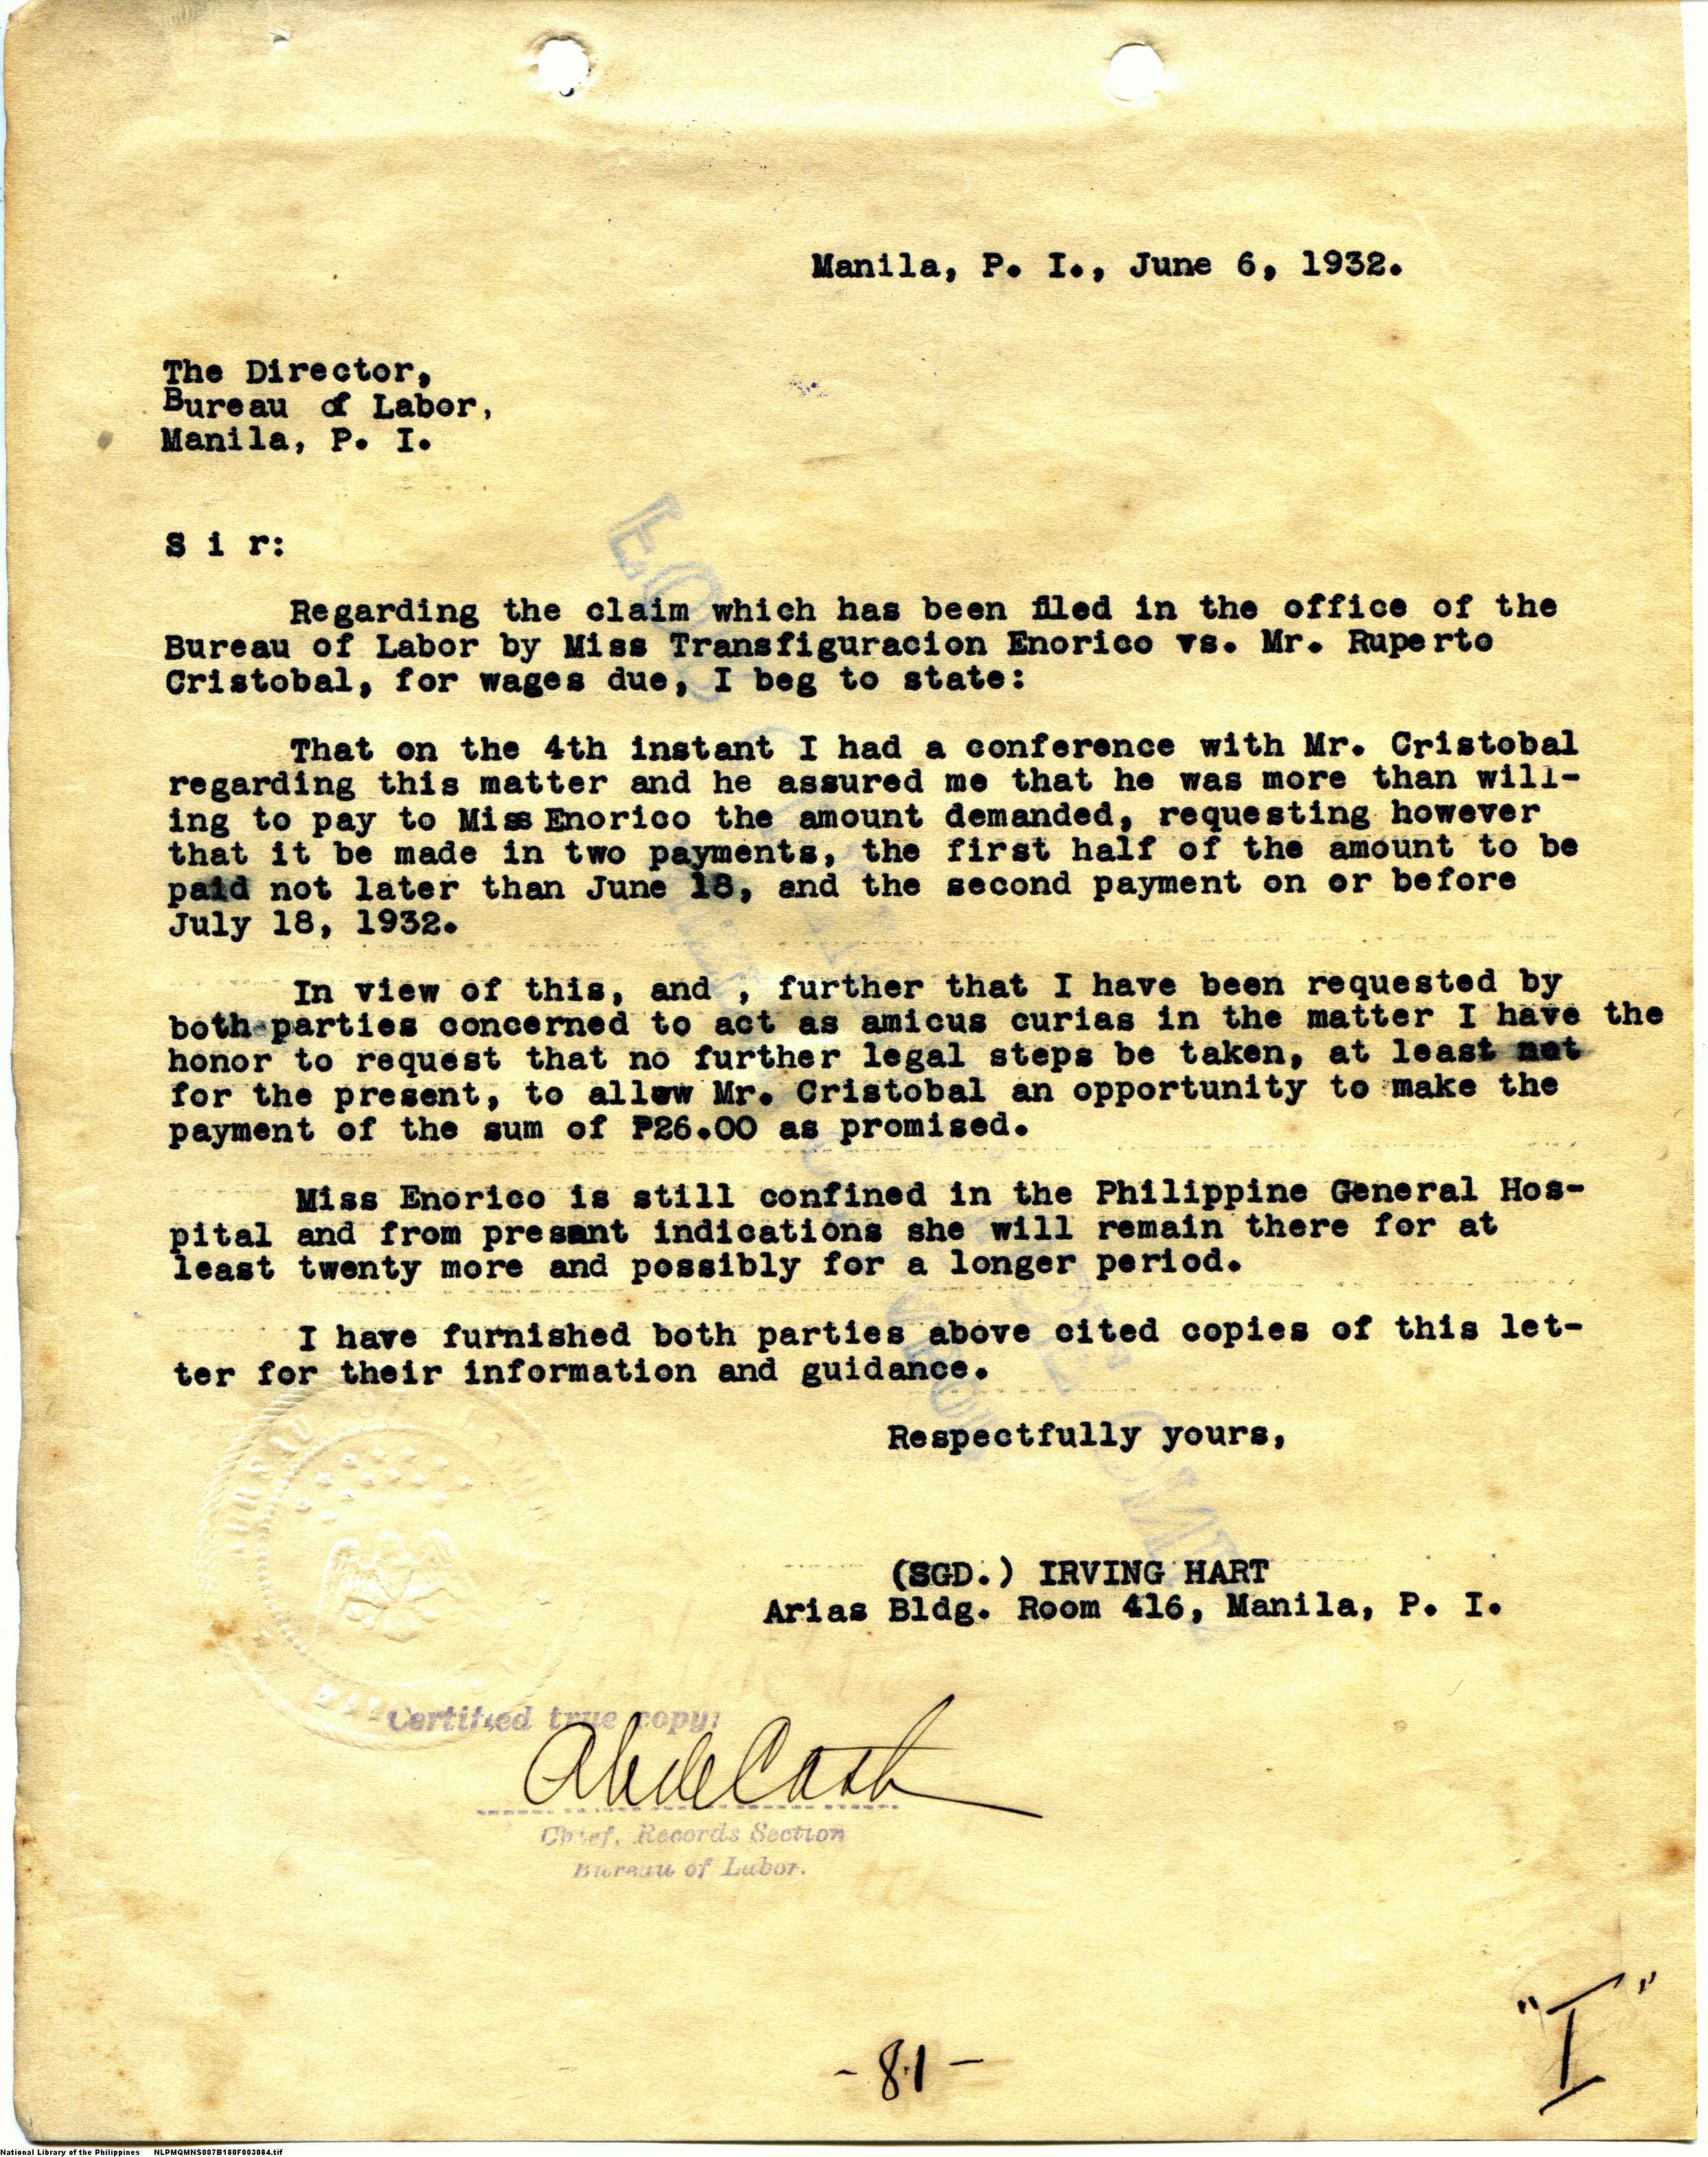 Manila, P. I., June 6, 1932.
The Director,
Bureau of Labor,
Manila, P. I.
S i r:
Regarding the claim which has been filed in the office of the
Bureau of Labor by Miss Transfiguracion Enorico vs. Mr. Ruperto
Cristobal, for wages due, I beg to state:
That on the 4th instant I had a conference with Mr. Cristobal
regarding this matter and he assured me that he was more than will-
ing to pay to Miss Enorico the amount demanded, requesting however
that it be made in two payments, the first half of the amount to be
paid not later than June 18, and the second payment on or before
July 18, 1932.
In view of this, and , further that I have been requested by
both parties concerned to act as amicus curias in the matter I have the
honor to request that no further legal steps be taken, at least not
for the present, to allow Mr. Cristobal an opportunity to make the
payment of the sum of ₱26.00 as promised.
Miss Enorico is still confined in the Philippine General Hos-
pital and from present indications she will remain there for at
least twenty more and possibly for a longer period.
I have furnished both parties above cited copies of this let-
ter for their information and guidance.
Respectfully yours,
(SGD.) IRVING HART
Arias Bldg. Room 416, Manila, P. I.
Certified true copy:
Chief, Records Section
Bureau of Labor.
"I"
- 81 -
National Library of the Philippines NLPMQMNS007B180F003084.tif